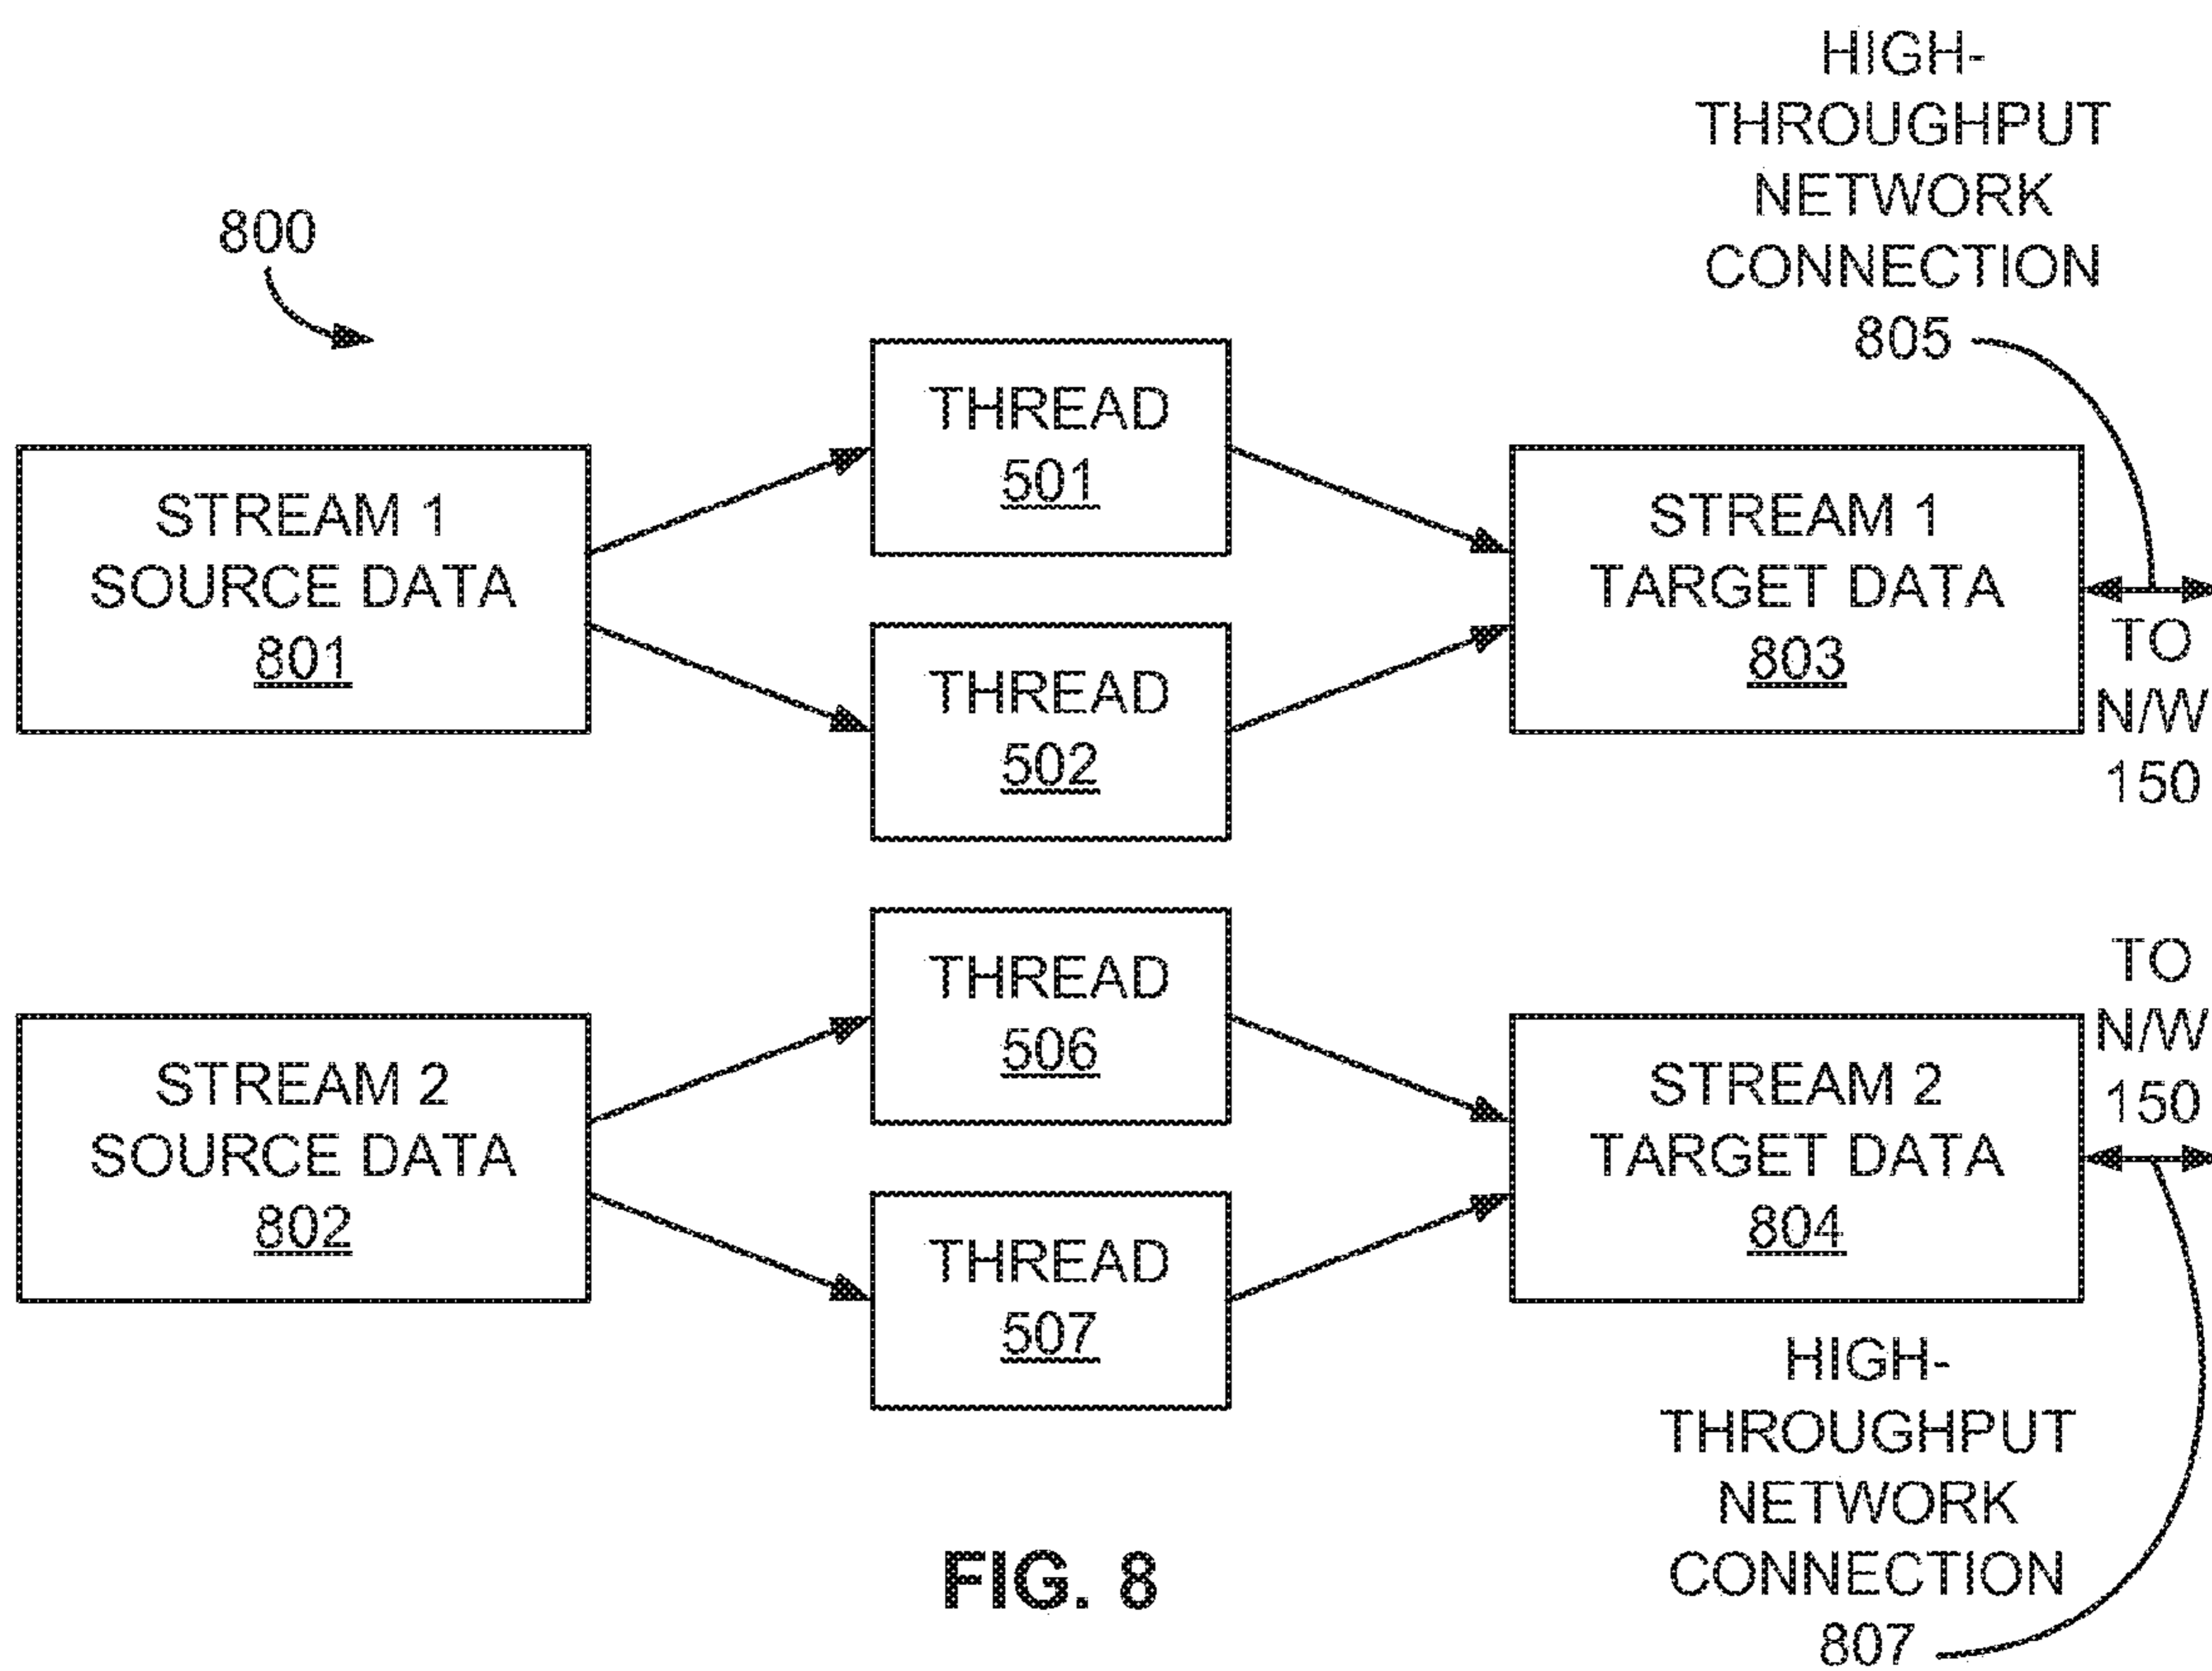 HIGH-
THROUGHPUT
NETWORK
CONNECTION
805
800
STREAM 1
SOURCE DATA
801
THREAD
501
THREAD
502
STREAM 1
TARGET DATA
803
TO
N/W
150
STREAM 2
SOURCE DATA
802
THREAD
506
THREAD
507
STREAM 2
TARGET DATA
804
TO
N/W
150
HIGH-
THROUGHPUT
NETWORK
CONNECTION
807
FIG. 8